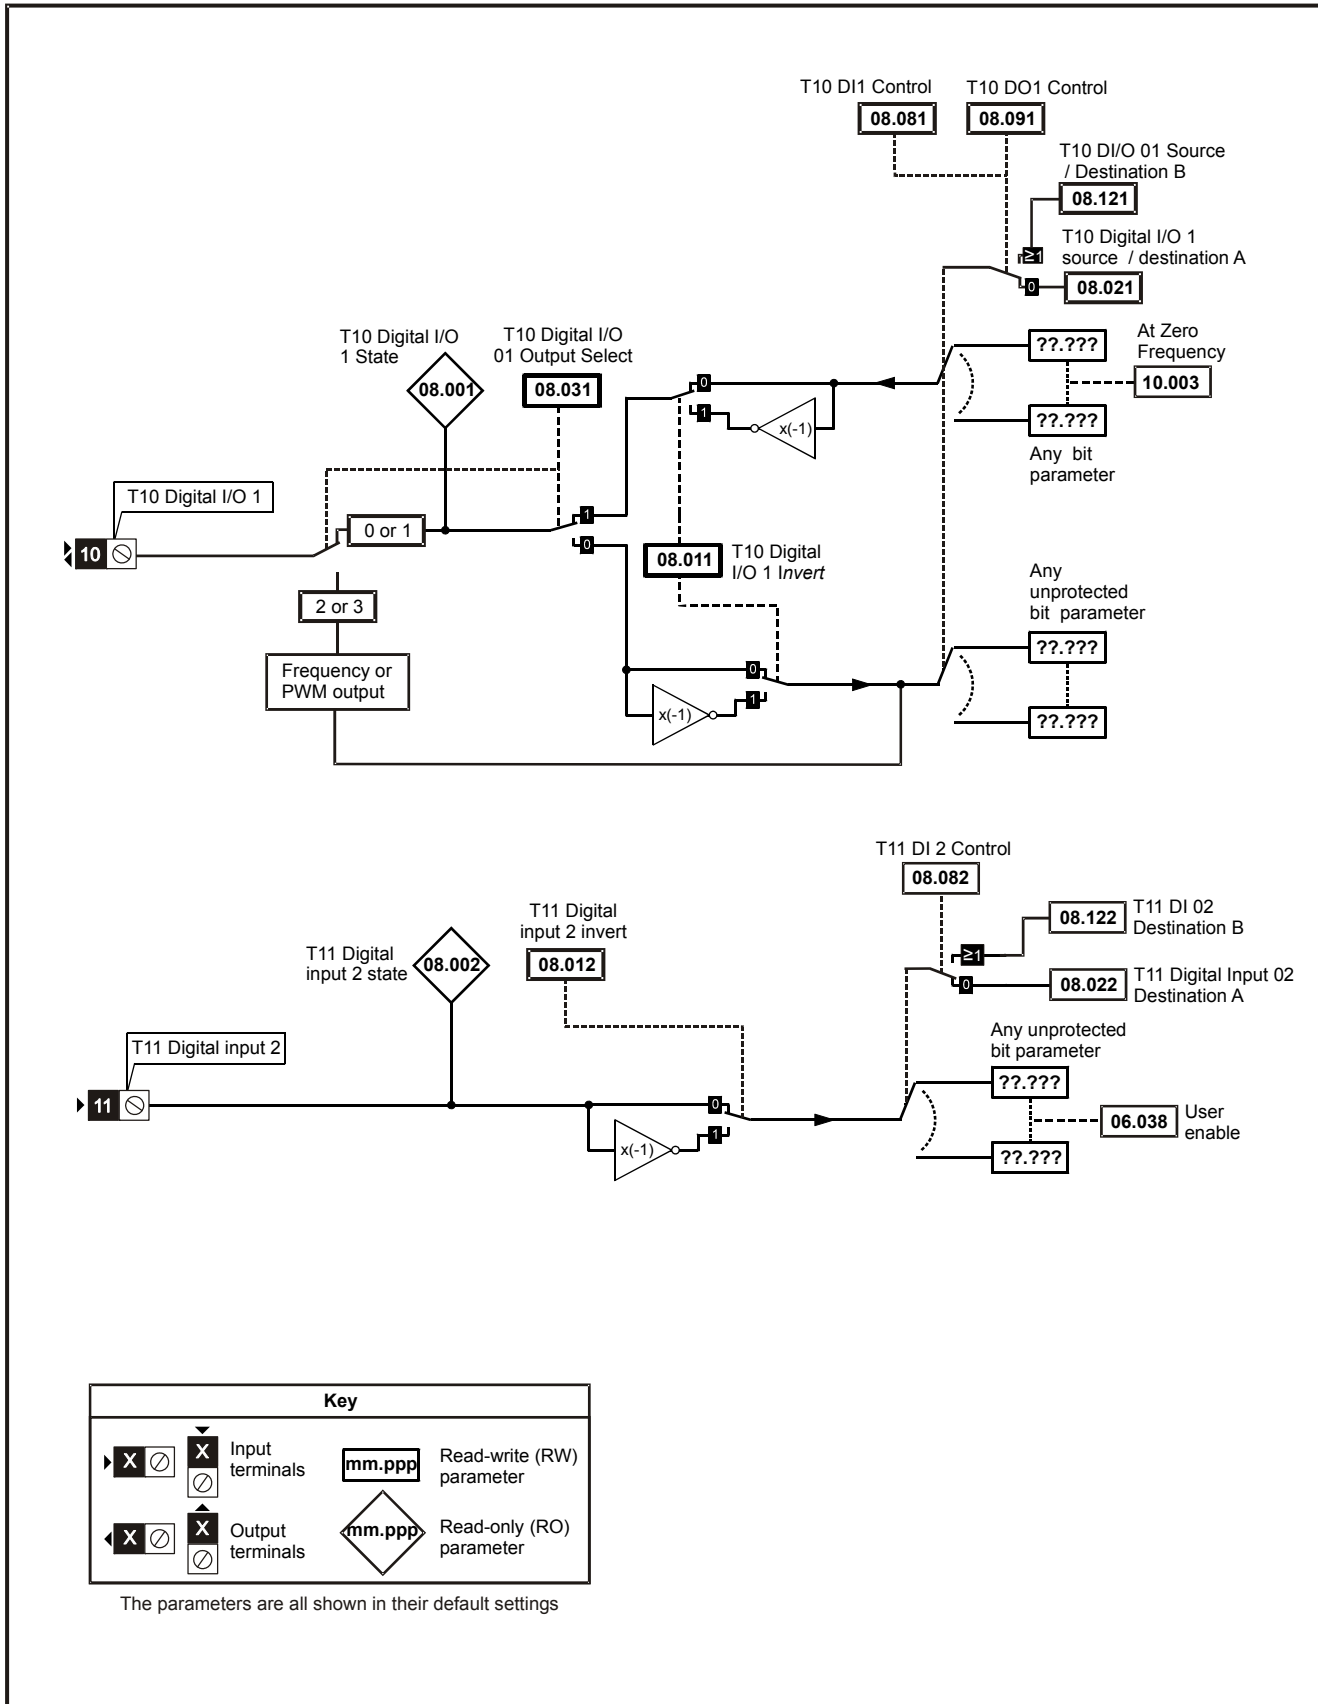 T10 DI1 Control
08.081
T10 DO1 Control
08.091
T10 DI/O 01 Source
/ Destination B
08.121
≥1
T10 Digital I/O 1
source / destination A
0
08.021
T10 Digital I/O
1 State
08.001
T10 Digital I/O
01 Output Select
08.031
0
1
x(-1)
??.???
At Zero
Frequency
10.003
??.???
Any bit
parameter
T10 Digital I/O 1
10
0 or 1
1
0
08.011
T10 Digital
I/O 1 Invert
2 or 3
Frequency or
PWM output
0
1
x(-1)
Any
unprotected
bit parameter
??.???
??.???
T11 DI 2 Control
08.082
T11 Digital
input 2 state
08.002
T11 Digital
input 2 invert
08.012
≥1
08.122
T11 DI 02
Destination B
0
08.022
T11 Digital Input 02
Destination A
T11 Digital input 2
11
0
1
x(-1)
Any unprotected
bit parameter
??.???
06.038
User
enable
??.???
Key
X
X
Input
terminals
mm.ppp
Read-write (RW)
parameter
X
X
Output
terminals
mm.ppp
Read-only (RO)
parameter
The parameters are all shown in their default settings